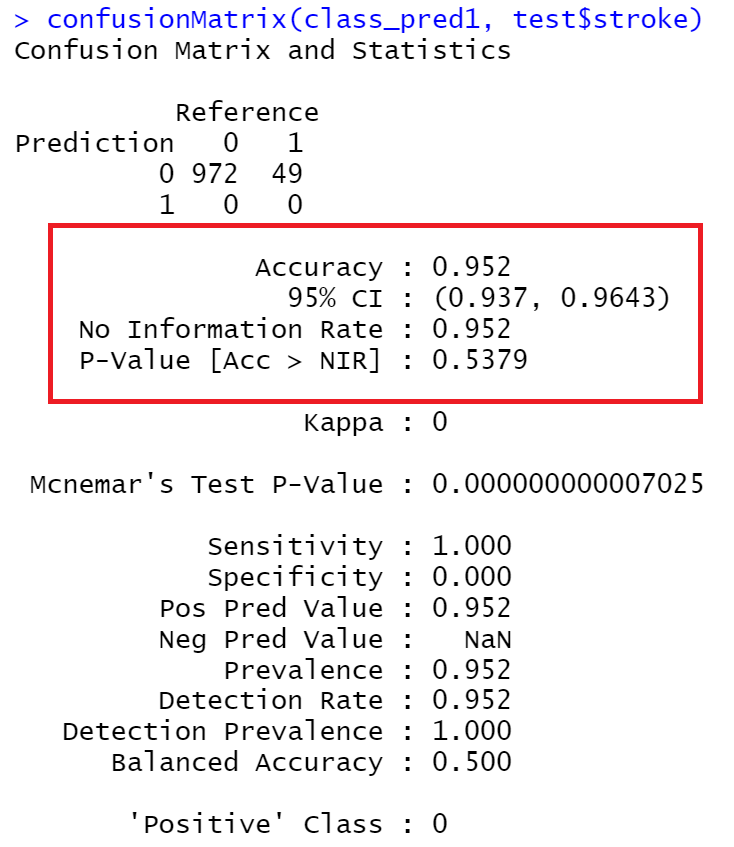 > confusionMatrix(class_pred1, test$stroke)
Confusion Matrix and Statistics
Reference
Prediction 0 1
0 972 49
1 0 0
Accuracy : 0.952
95% CI : (0.937, 0.9643)
No Information Rate : 0.952
P-Value [Acc > NIR] : 0.5379
Kappa : 0
Mcnemar's Test P-Value : 0.000000000007025
Sensitivity : 1.000
Specificity : 0.000
Pos Pred Value : 0.952
Neg Pred Value : NaN
Prevalence : 0.952
Detection Rate : 0.952
Detection Prevalence : 1.000
Balanced Accuracy : 0.500
'Positive' Class : 0